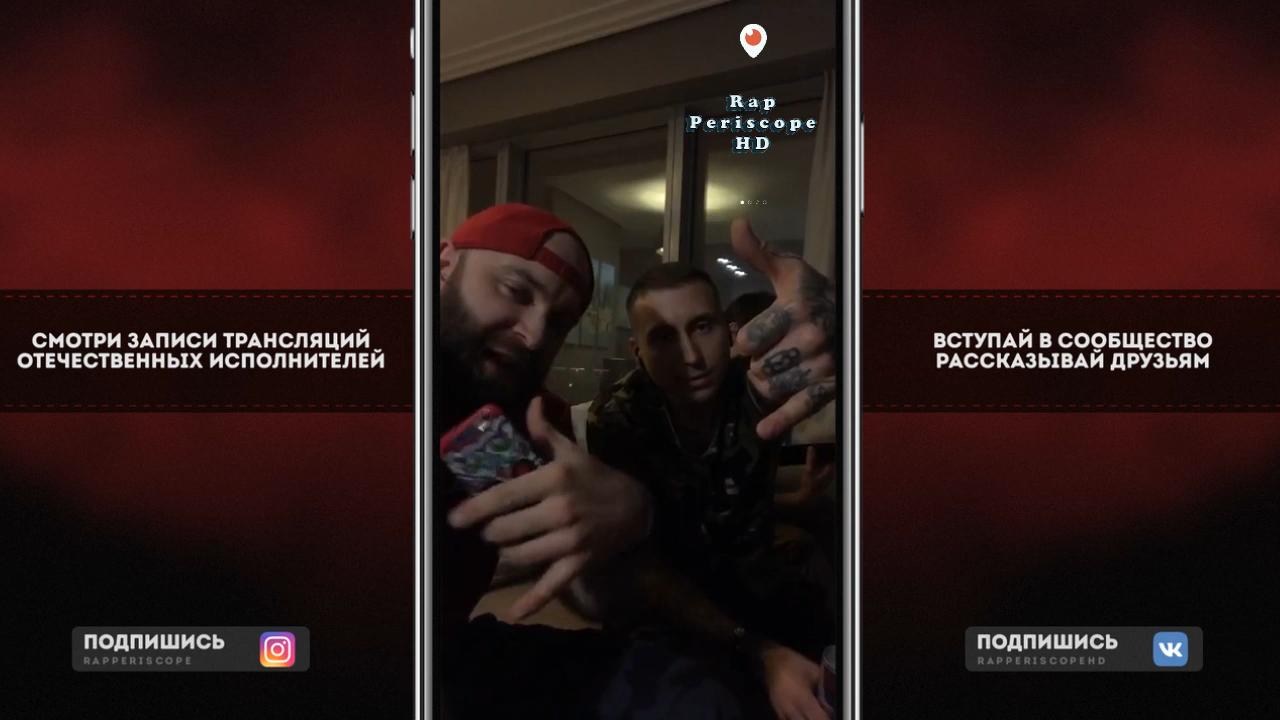 Rap
Periscope
HD
СМОТРИ ЗАПИСИ ТРАНСЛЯЦИЙ
ОТЕЧЕСТВЕННЫХ ИСПОЛНИТЕЛЕЙ
ВСТУПАЙ В СООБЩЕСТВО
РАССКАЗЫВАЙ ДРУЗЬЯМ
ПОДПИШИСЬ
RAPPERISCOPE
ПОДПИШИСЬ
RAPPERISCOPEHD